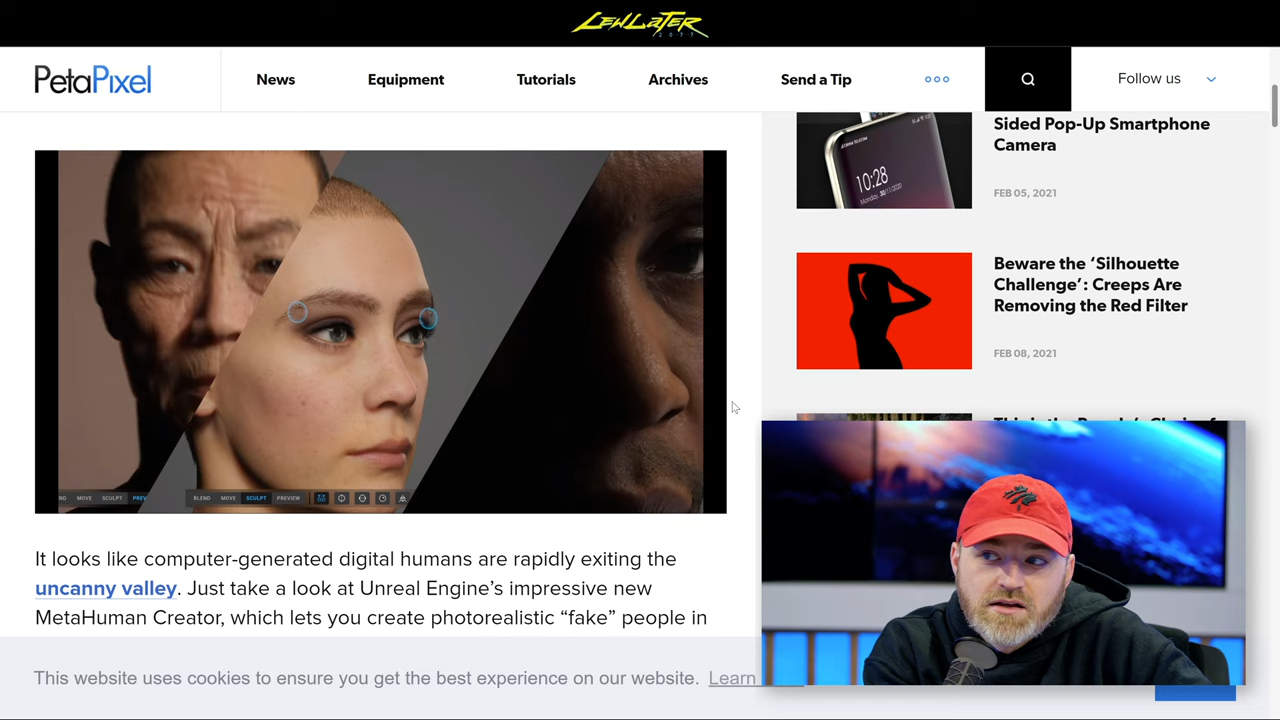 LEWLATER
2077
PetaPixel
News
Equipment
Tutorials
Archives
Send a Tip
Follow us
BLEND
MOVE
SCULPT
PREVIEW
MOVE
SCULPT
It looks like computer-generated digital humans are rapidly exiting the
uncanny valley. Just take a look at Unreal Engine’s impressive new
MetaHuman Creator, which lets you create photorealistic “fake” people in
Sided Pop-Up Smartphone
Camera
FEB 05, 2021
10:28
Beware the ‘Silhouette
Challenge’: Creeps Are
Removing the Red Filter
FEB 08, 2021
This website uses cookies to ensure you get the best experience on our website. Learn